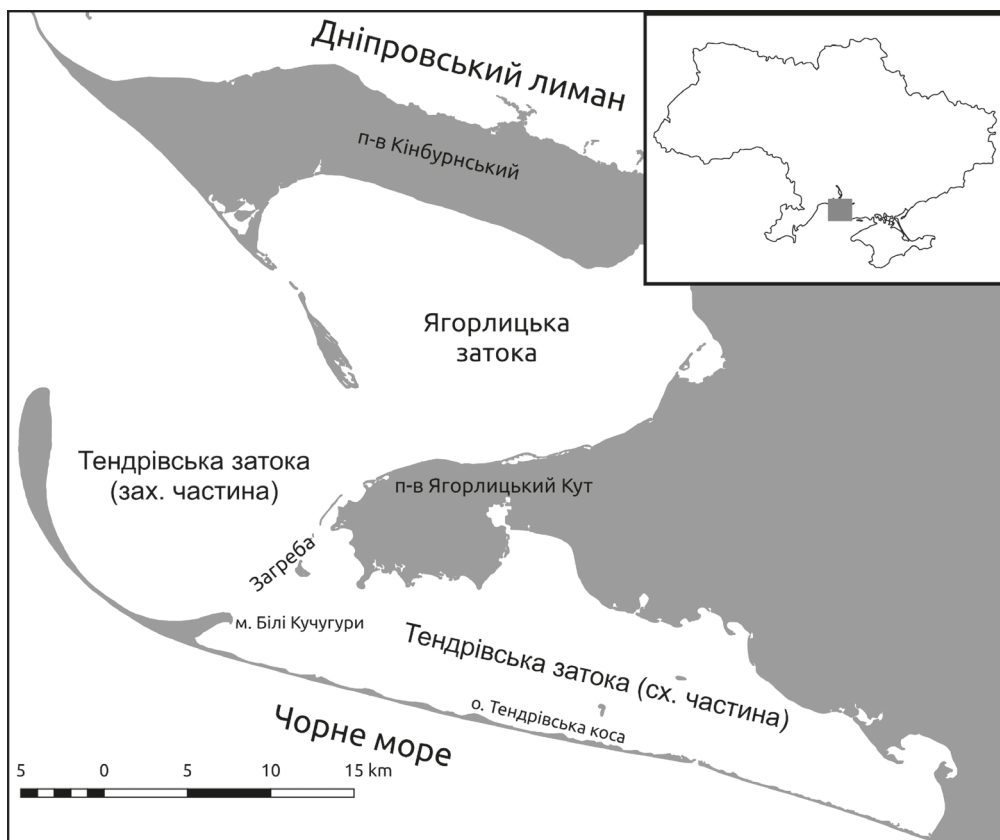 Дніпровський лиман
п-в Кінбурнський
Ягорлицька
затока
Тендрівська затока
(зах. частина)
п-в Ягорлицький Кут
Загреба
м. Білі Кучугури
Тендрівська затока (сх. частина)
о. Тендрівська коса
Чорне море
5 0 5 10 15 km